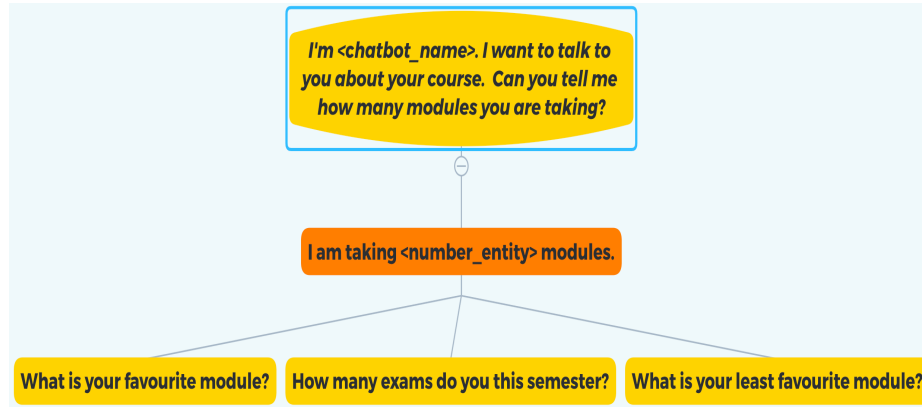 I'm <chatbot_name>. I want to talk to
you about your course. Can you tell me
how many modules you are taking?
I am taking <number_entity> modules.
What is your favourite module?
How many exams do you this semester?
What is your least favourite module?